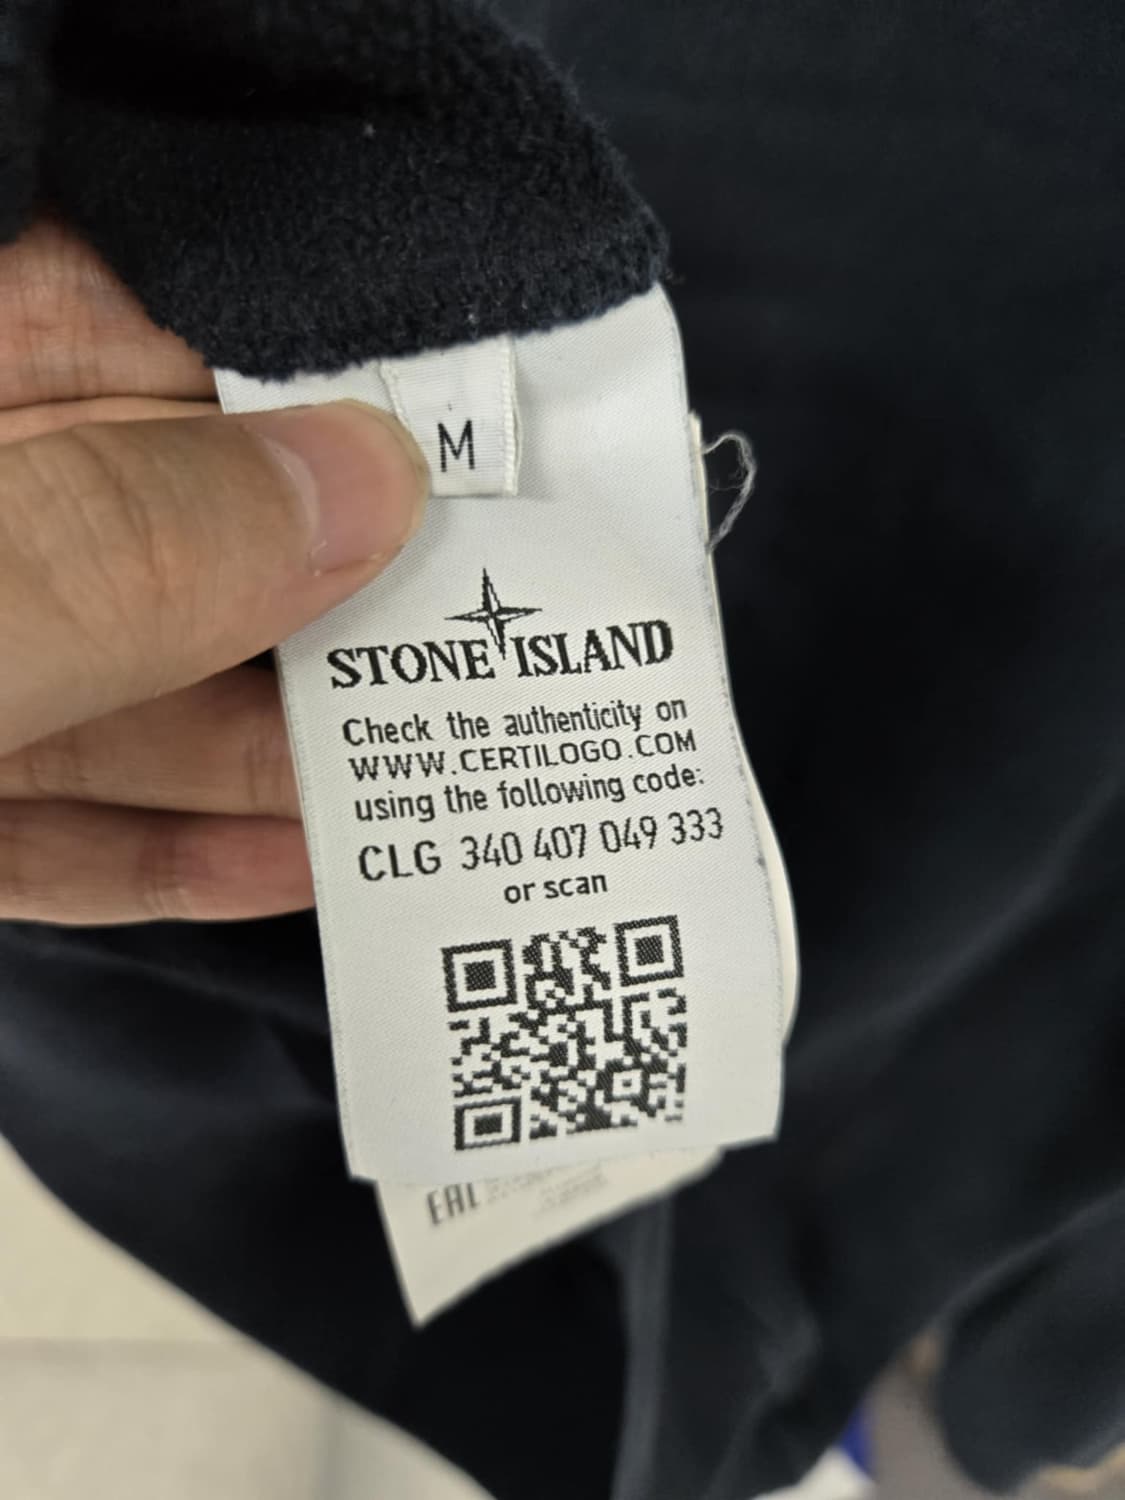 M
STONE ISLAND
Check the authenticity on
WWW.CERTILOGO.COM
using the following code:
CLG 340 407 049 333
or scan
EAC